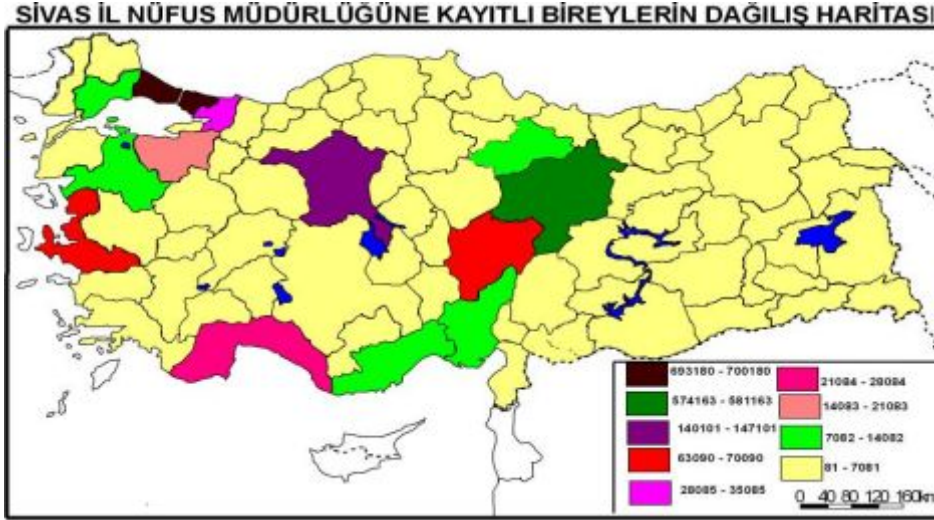 SİVAS İL NÜFUS MÜDÜRLÜĞÜNE KAYITLI BİREYLERİN DAĞILIŞ HARİTASI
693180 - 700180
574163 - 581163
140101 - 147101
63090 - 70090
28085 - 35085
21084 - 28084
14083 - 21083
7082 - 14082
81 - 7081
0 40 80 120 160km